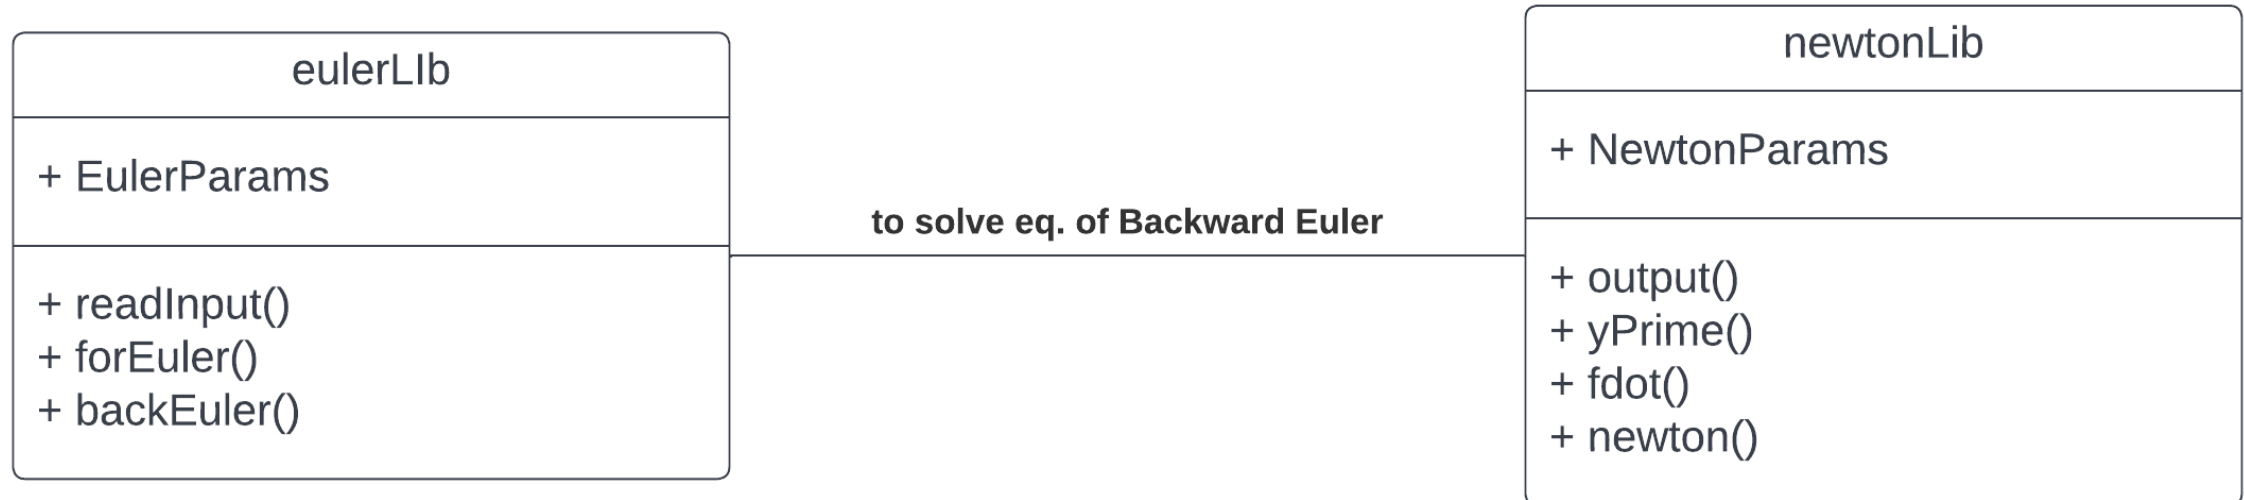 eulerLIb
+ EulerParams
+ readInput()
+ forEuler()
+ backEuler()
to solve eq. of Backward Euler
newtonLib
+ NewtonParams
+ output()
+ yPrime()
+ fdot()
+ newton()